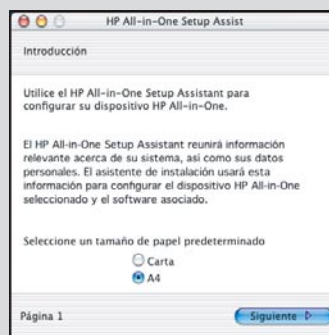 HP All-in-One Setup Assist
Introducción
Utilice el HP All-in-One Setup Assistant para
configurar su dispositivo HP All-in-One.
El HP All-in-One Setup Assistant reunirá información
relevante acerca de su sistema, así como sus datos
personales. El asistente de instalación usará esta
información para configurar el dispositivo HP All-in-One
seleccionado y el software asociado.
Seleccione un tamaño de papel predeterminado
Carta
A4
Página 1
Siguiente